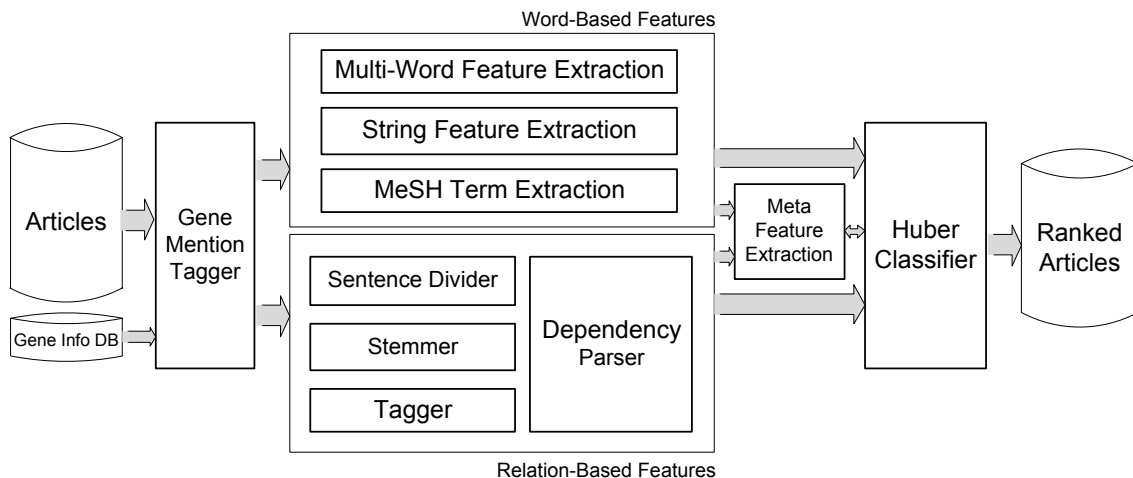 Word-Based Features
Multi-Word Feature Extraction
String Feature Extraction
MeSH Term Extraction
Articles
Gene Info DB
Gene
Mention
Tagger
Sentence Divider
Stemmer
Tagger
Dependency
Parser
Relation-Based Features
Meta
Feature
Extraction
Huber
Classifier
Ranked
Articles